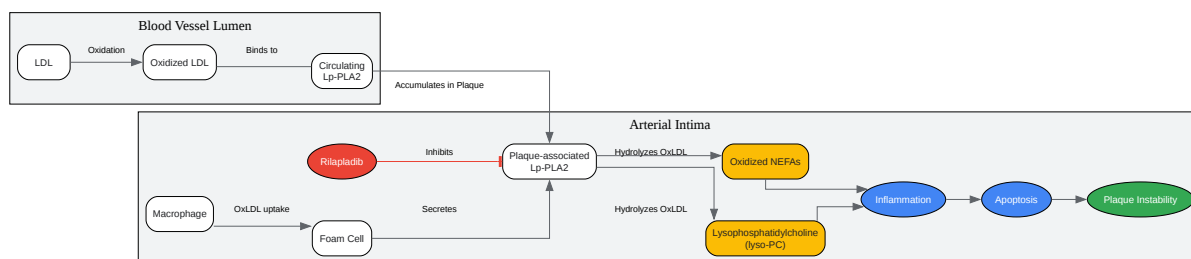 Blood Vessel Lumen
LDL
Oxidation
Oxidized LDL
Binds to
Circulating
Lp-PLA2
Accumulates in Plaque
Arterial Intima
Rilapladib
Inhibits
Plaque-associated
Lp-PLA2
Hydrolyzes OxLDL
Oxidized NEFAs
Macrophage
OxLDL uptake
Foam Cell
Secretes
Hydrolyzes OxLDL
Lysophosphatidylcholine
(lyso-PC)
Inflammation
Apoptosis
Plaque Instability